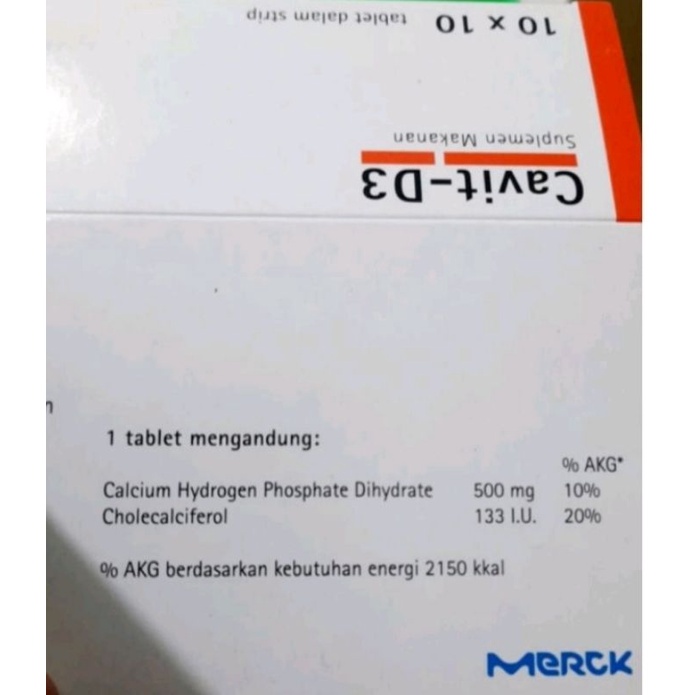 10 x 10 tablet dalam strip
Suplemen Makanan
Cavit-D3
1 tablet mengandung:
% AKG*
Calcium Hydrogen Phosphate Dihydrate 500 mg 10%
Cholecalciferol 133 I.U. 20%
% AKG berdasarkan kebutuhan energi 2150 kkal
MERCK